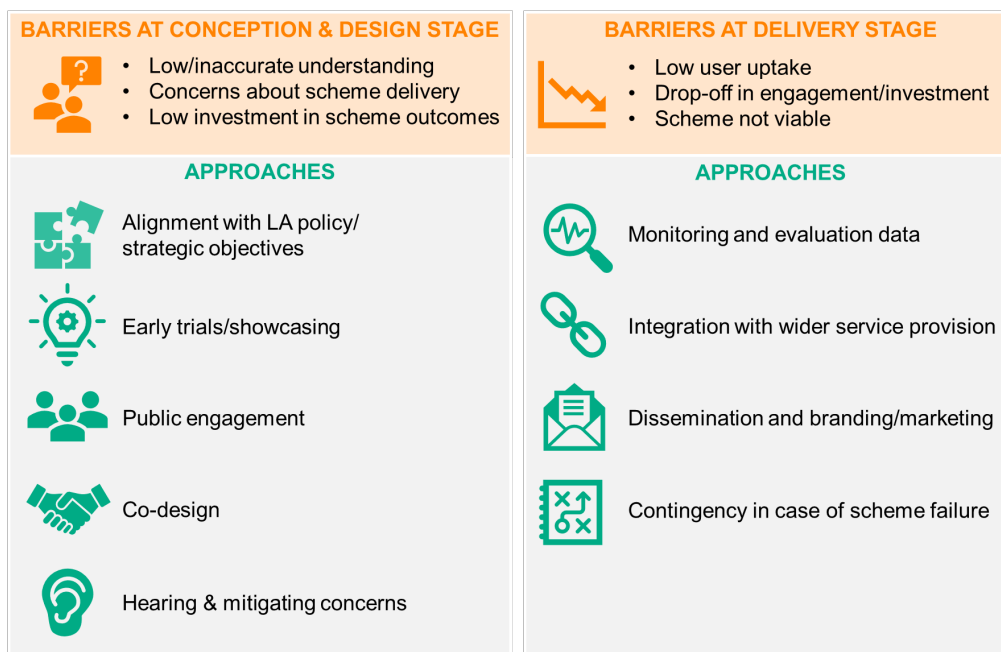 BARRIERS AT CONCEPTION & DESIGN STAGE
?
• Low/inaccurate understanding
• Concerns about scheme delivery
• Low investment in scheme outcomes
APPROACHES
Alignment with LA policy/
strategic objectives
Early trials/showcasing
Public engagement
Co-design
Hearing & mitigating concerns
BARRIERS AT DELIVERY STAGE
• Low user uptake
• Drop-off in engagement/investment
• Scheme not viable
APPROACHES
Monitoring and evaluation data
Integration with wider service provision
Dissemination and branding/marketing
Contingency in case of scheme failure